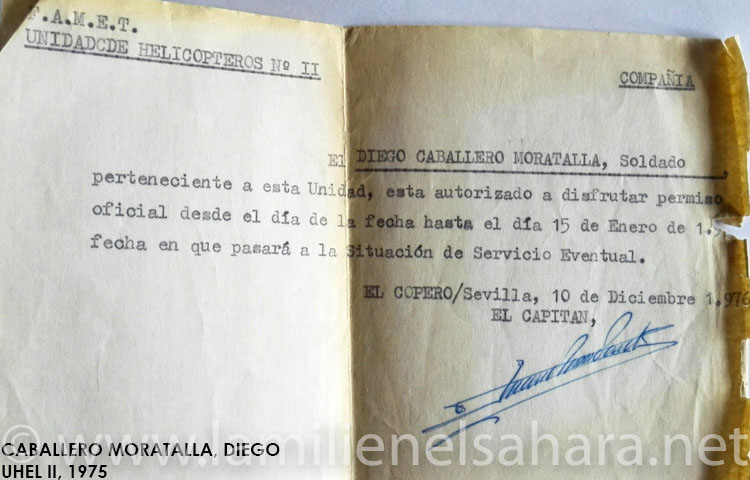 F.A.M.E.T.
UNIDADCDE HELICOPTEROS Nº II
COMPAÑIA
El DIEGO CABALLERO MORATALLA, Soldado ,
perteneciente a esta Unidad, esta autorizado a disfrutar permiso
oficial desde el día de la fecha hasta el día 15 de Enero de 1.9
fecha en que pasará a la Situación de Servicio Eventual.
EL COPERO/Sevilla, 10 de Diciembre 1.976
EL CAPITAN,
© www.lamilienelsahara.net
CABALLERO MORATALLA, DIEGO
UHEL II, 1975